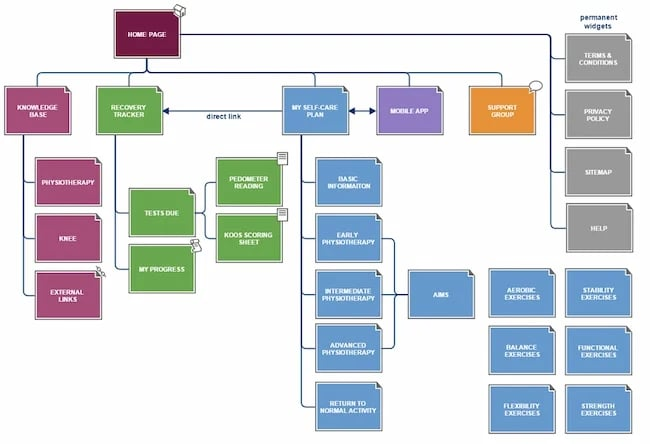 permanent
widgets
HOME PAGE
TERMS &
CONDITIONS
PRIVACY
POLICY
SITEMAP
HELP
KNOWLEDGE
BASE
RECOVERY
TRACKER
direct link
MY SELF-CARE
PLAN
MOBILE APP
SUPPORT
GROUP
PHYSIOTHERAPY
KNEE
EXTERNAL
LINKS
TESTS DUE
MY PROGRESS
PEDOMETER
READING
KOOS SCORING
SHEET
BASIC
INFORMAITON
EARLY
PHYSIOTHERAPY
INTERMEDIATE
PHYSIOTHERAPY
ADVANCED
PHYSIOTHERAPY
RETURN TO
NORMAL ACTIVITY
AIMS
AEROBIC
EXERCISES
STABILITY
EXERCISES
BALANCE
EXERCISES
FUNCTIONAL
EXERCISES
FLEXIBILITY
EXERCISES
STRENGTH
EXERCISES